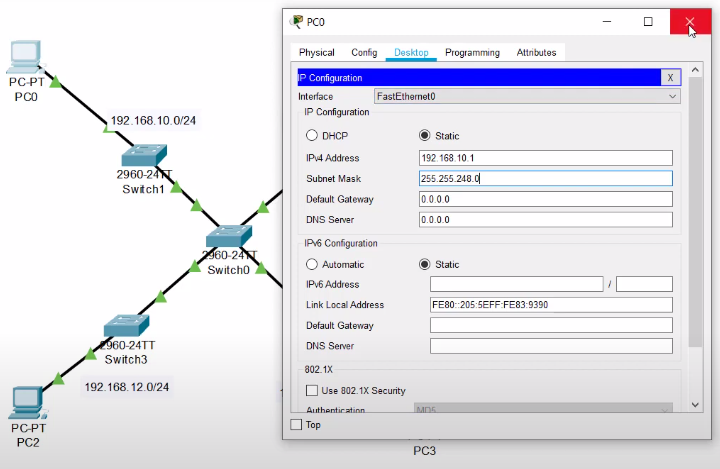 PC-PT
PC0
192.168.10.0/24
2960-24TT
Switch1
2960-24TT
Switch0
2960-24TT
Switch3
192.168.12.0/24
PC-PT
PC2
PC3
PC0
Physical Config Desktop Programming Attributes
IP Configuration X
Interface FastEthernet0
IP Configuration
DHCP Static
IPv4 Address 192.168.10.1
Subnet Mask 255.255.248.0
Default Gateway 0.0.0.0
DNS Server 0.0.0.0
IPv6 Configuration
Automatic Static
IPv6 Address /
Link Local Address FE80::205:5EFF:FE83:9390
Default Gateway
DNS Server
802.1X
Use 802.1X Security
Authentication MD5
Top